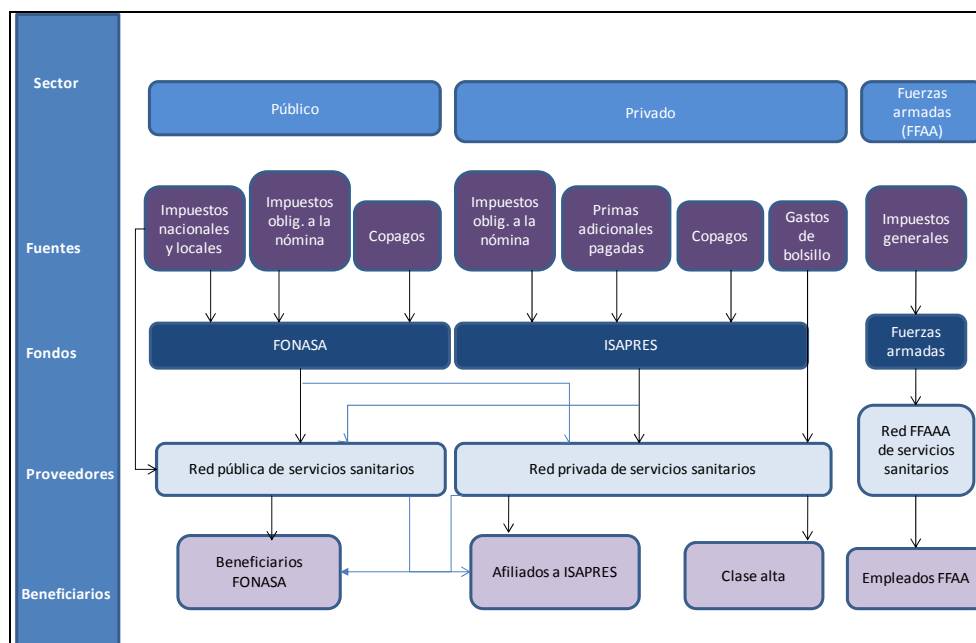 Sector
Público
Privado
Fuerzas
armadas
(FFAA)
Fuentes
Impuestos
nacionales
y locales
Impuestos
oblig. a la
nómina
Copagos
Impuestos
oblig. a la
nómina
Primas
adicionales
pagadas
Copagos
Gastos
de
bolsillo
Impuestos
generales
Fondos
FONASA
ISAPRES
Fuerzas
armadas
Proveedores
Red pública de servicios sanitarios
Red privada de servicios sanitarios
Red FFAAA
de servicios
sanitarios
Beneficiarios
Beneficiarios
FONASA
Afiliados a ISAPRES
Clase alta
Empleados FFAA